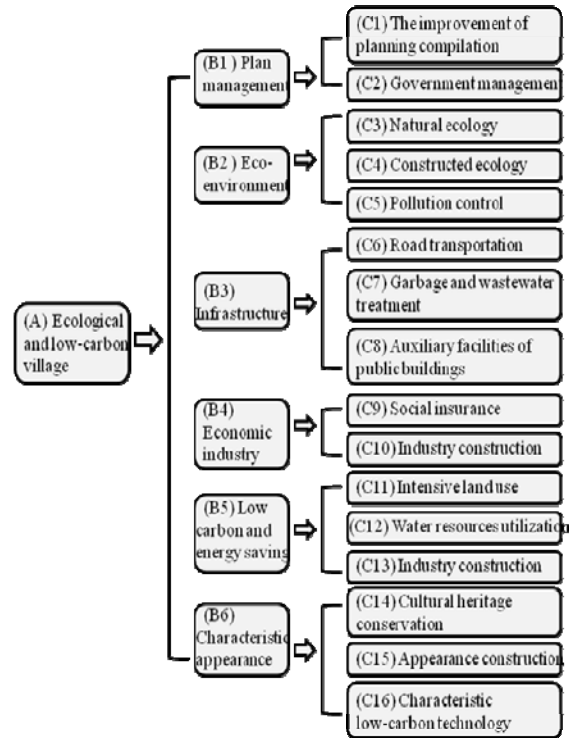 (A) Ecological
and low-carbon
village
(B1) Plan
management
(C1) The improvement of
planning compilation
(C2) Government management
(B2) Eco-
environment
(C3) Natural ecology
(C4) Constructed ecology
(C5) Pollution control
(B3)
Infrastructure
(C6) Road transportation
(C7) Garbage and wastewater
treatment
(C8) Auxiliary facilities of
public buildings
(B4)
Economic
industry
(C9) Social insurance
(C10) Industry construction
(B5) Low
carbon and
energy saving
(C11) Intensive land use
(C12) Water resources utilization
(C13) Industry construction
(B6)
Characteristic
appearance
(C14) Cultural heritage
conservation
(C15) Appearance construction
(C16) Characteristic
low-carbon technology